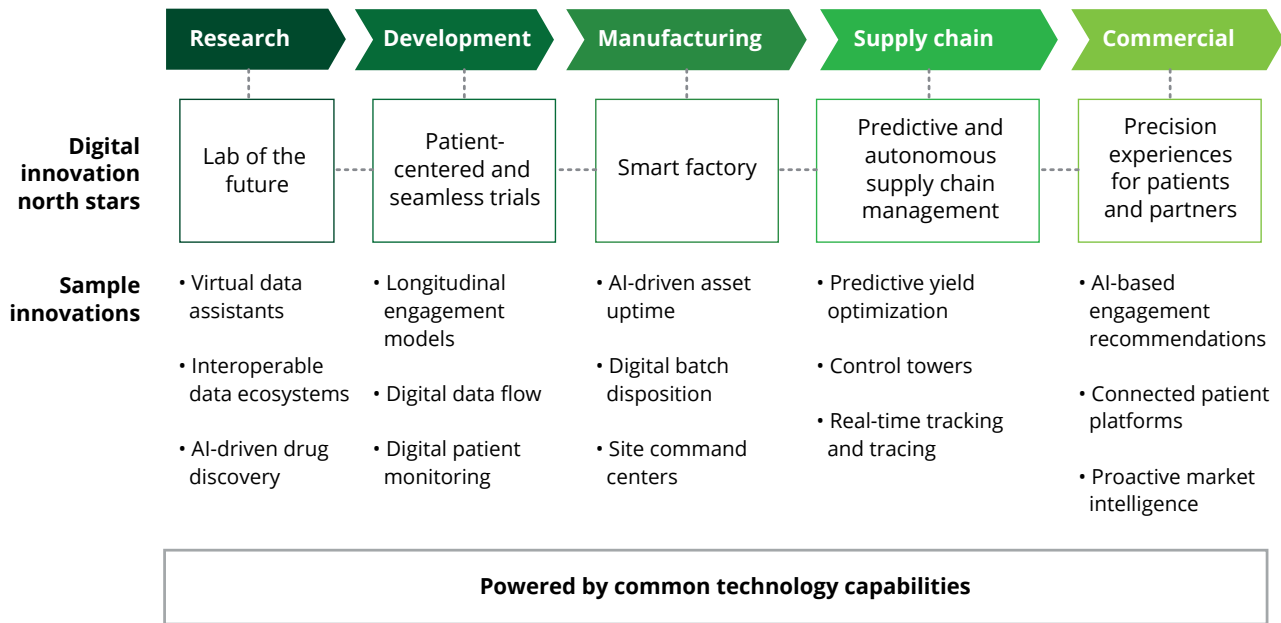 Research
Development
Manufacturing
Supply chain
Commercial
Digital
innovation
north stars
Lab of the
future
Patient-
centered and
seamless trials
Smart factory
Predictive and
autonomous
supply chain
management
Precision
experiences
for patients
and partners
Sample
innovations
• Virtual data
assistants
• Interoperable
data ecosystems
• AI-driven drug
discovery
• Longitudinal
engagement
models
• Digital data flow
• Digital patient
monitoring
• AI-driven asset
uptime
• Digital batch
disposition
• Site command
centers
• Predictive yield
optimization
• Control towers
• Real-time tracking
and tracing
• AI-based
engagement
recommendations
• Connected patient
platforms
• Proactive market
intelligence
Powered by common technology capabilities